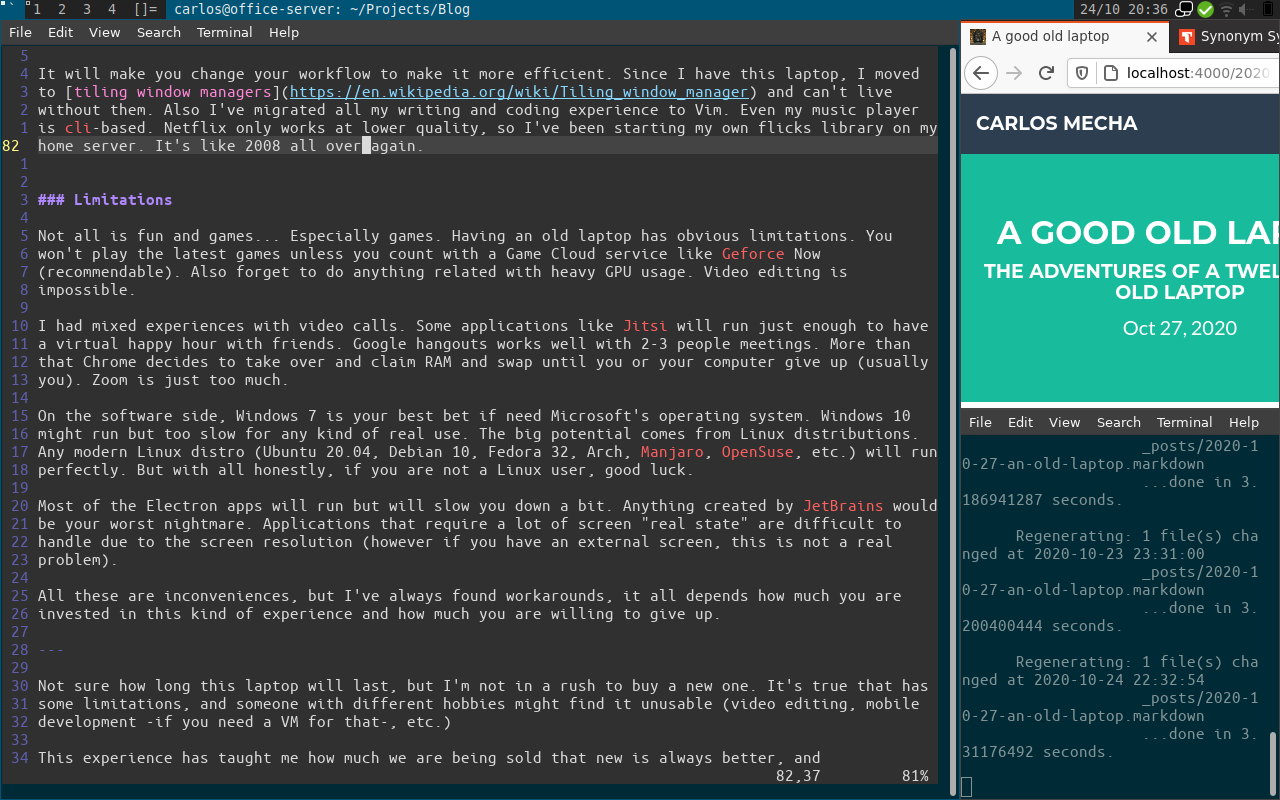 1 2 3 4 []= carlos@office-server: ~/Projects/Blog 24/10 20:36
File Edit View Search Terminal Help
5
4 It will make you change your workflow to make it more efficient. Since I have this laptop, I moved
3 to [tiling window managers](https://en.wikipedia.org/wiki/Tiling_window_manager) and can't live
2 without them. Also I've migrated all my writing and coding experience to Vim. Even my music player
1 is cli-based. Netflix only works at lower quality, so I've been starting my own flicks library on my
82 home server. It's like 2008 all over again.
1
2
3 ### Limitations
4
5 Not all is fun and games... Especially games. Having an old laptop has obvious limitations. You
6 won't play the latest games unless you count with a Game Cloud service like Geforce Now
7 (recommendable). Also forget to do anything related with heavy GPU usage. Video editing is
8 impossible.
9
10 I had mixed experiences with video calls. Some applications like Jitsi will run just enough to have
11 a virtual happy hour with friends. Google hangouts works well with 2-3 people meetings. More than
12 that Chrome decides to take over and claim RAM and swap until you or your computer give up (usually
13 you). Zoom is just too much.
14
15 On the software side, Windows 7 is your best bet if need Microsoft's operating system. Windows 10
16 might run but too slow for any kind of real use. The big potential comes from Linux distributions.
17 Any modern Linux distro (Ubuntu 20.04, Debian 10, Fedora 32, Arch, Manjaro, OpenSuse, etc.) will run
18 perfectly. But with all honestly, if you are not a Linux user, good luck.
19
20 Most of the Electron apps will run but will slow you down a bit. Anything created by JetBrains would
21 be your worst nightmare. Applications that require a lot of screen "real state" are difficult to
22 handle due to the screen resolution (however if you have an external screen, this is not a real
23 problem).
24
25 All these are inconveniences, but I've always found workarounds, it all depends how much you are
26 invested in this kind of experience and how much you are willing to give up.
27
28 ---
29
30 Not sure how long this laptop will last, but I'm not in a rush to buy a new one. It's true that has
31 some limitations, and someone with different hobbies might find it unusable (video editing, mobile
32 development -if you need a VM for that-, etc.)
33
34 This experience has taught me how much we are being sold that new is always better, and
82,37 81%
A good old laptop Synonym Sy
localhost:4000/2020
CARLOS MECHA
A GOOD OLD LAP
THE ADVENTURES OF A TWEL
OLD LAPTOP
Oct 27, 2020
File Edit View Search Terminal Help
_posts/2020-1
0-27-an-old-laptop.markdown
...done in 3.
186941287 seconds.
Regenerating: 1 file(s) cha
nged at 2020-10-23 23:31:00
_posts/2020-1
0-27-an-old-laptop.markdown
...done in 3.
200400444 seconds.
Regenerating: 1 file(s) cha
nged at 2020-10-24 22:32:54
_posts/2020-1
0-27-an-old-laptop.markdown
...done in 3.
31176492 seconds.